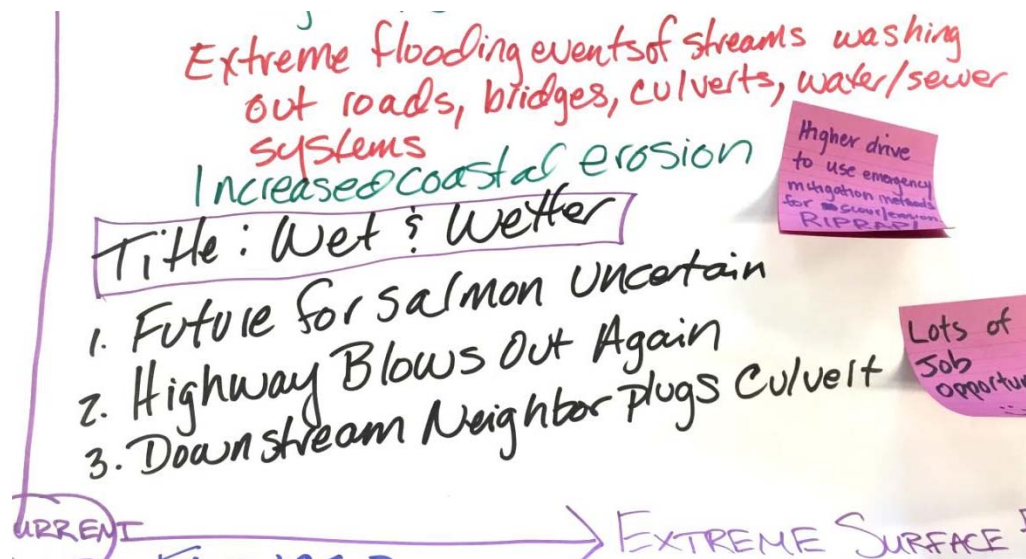 Extreme flooding events of streams washing
out roads, bridges, culverts, water/sewer
systems
Increased coastal erosion
Higher drive
to use emergency
mitigation methods
for scour/erosion
RIPRAP!
Title: Wet & Wetter
1. Future for Salmon Uncertain
2. Highway Blows Out Again
3. Downstream Neighbor Plugs Culvert
Lots of
Job
EXTREME SURFACE